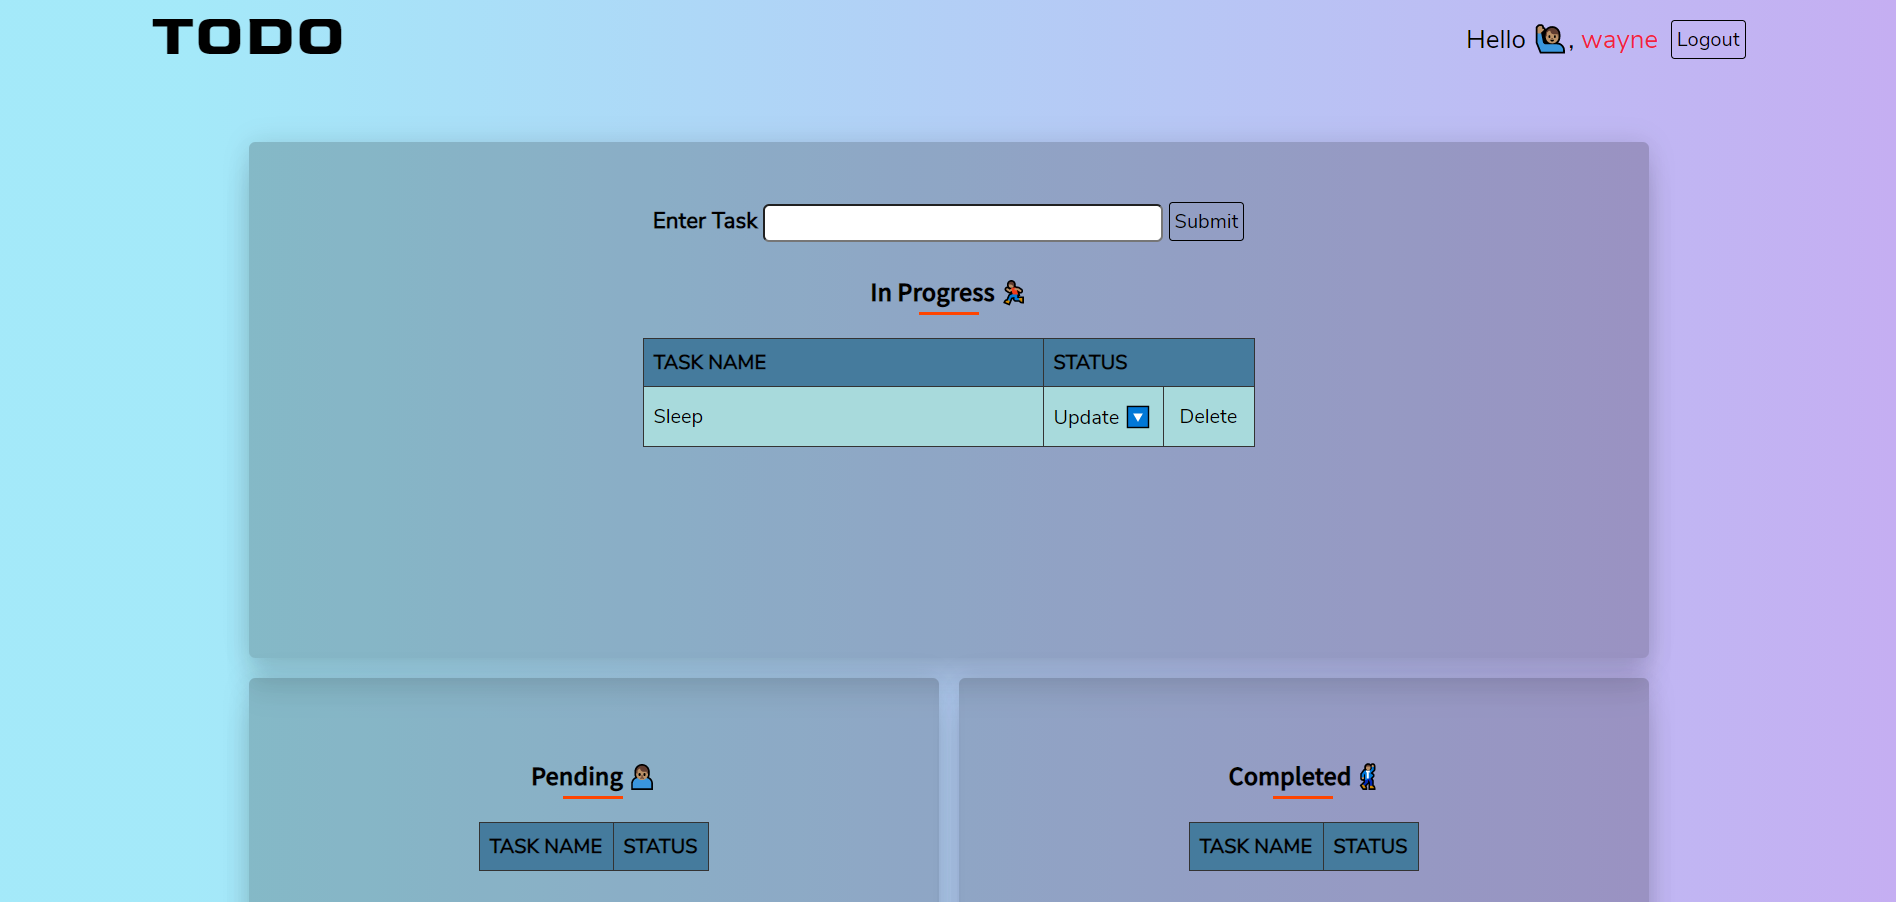 TODO
Hello 🙋🏽, wayne Logout
Enter Task Submit
In Progress 🏃🏽
TASK NAME STATUS
Sleep Update 🔽 Delete
Pending 🙎🏽 Completed 🕺🏽
TASK NAME STATUS TASK NAME STATUS